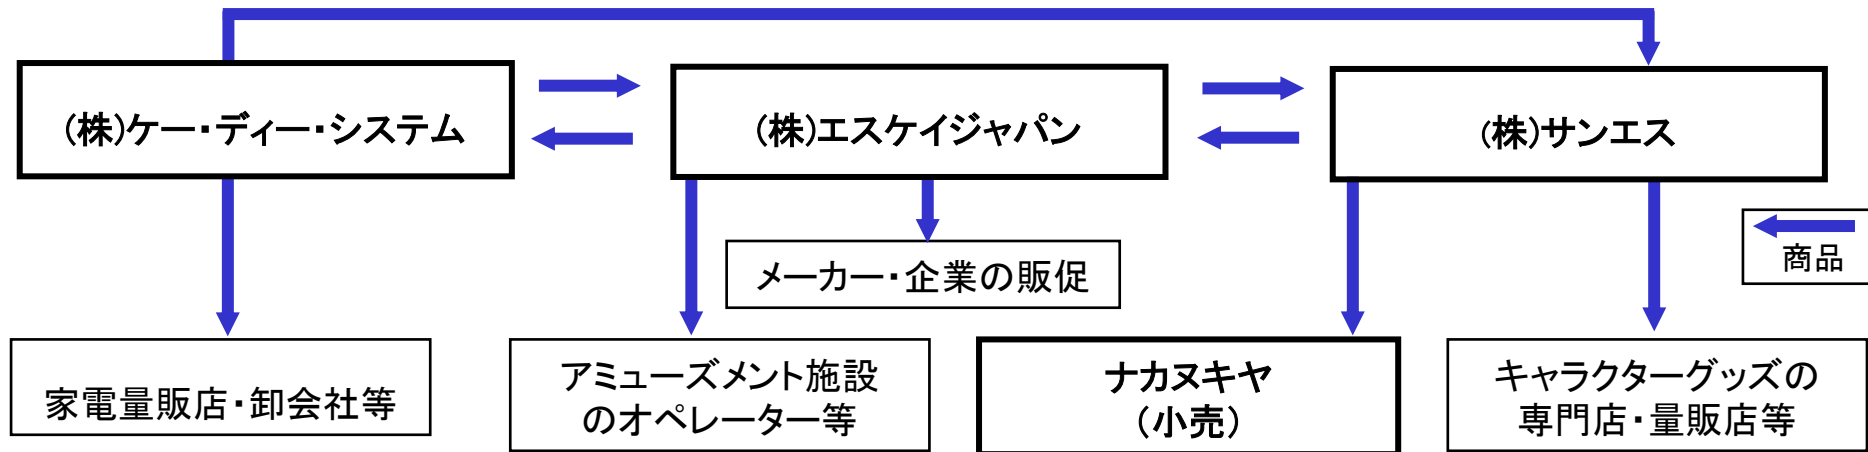 (株)ケー・ディー・システム
(株)エスケイジャパン
(株)サンエス
商品
メーカー・企業の販促
家電量販店・卸会社等
アミューズメント施設
のオペレーター等
ナカヌキヤ
(小売)
キャラクターグッズの
専門店・量販店等